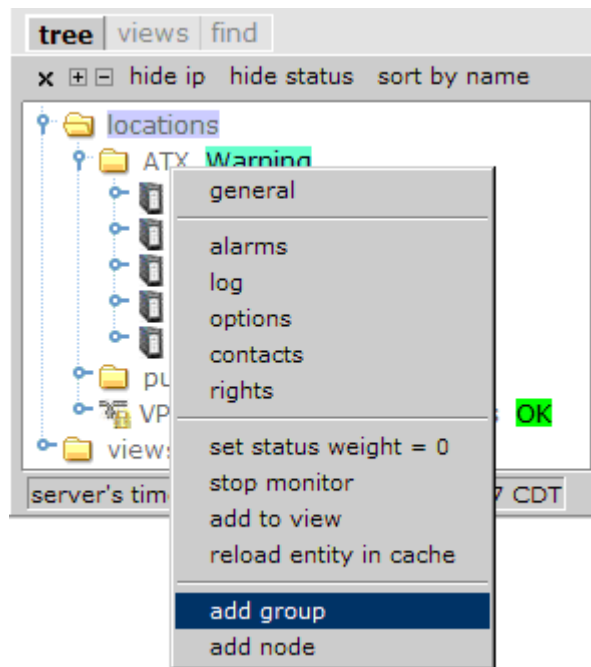 tree views find
x hide ip hide status sort by name
locations
ATX Warning
general
alarms
log
options
contacts
rights
OK
set status weight = 0
stop monitor
server's CDT
add to view
reload entity in cache
add group
add node